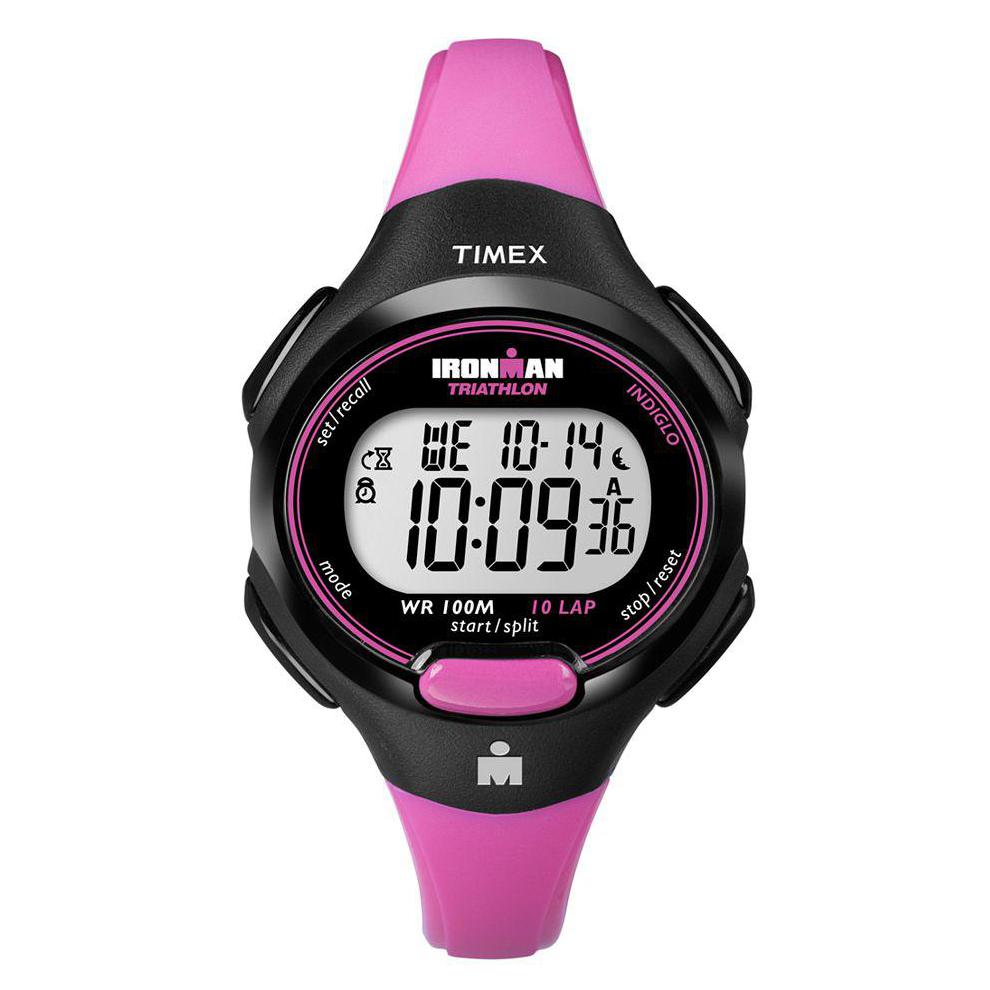 TIMEX
IRONMAN
TRIATHLON
set/recall
INDIGLO
WE 10-14
A
10:09 36
mode
stop/reset
WR 100M 10 LAP
start/split
M